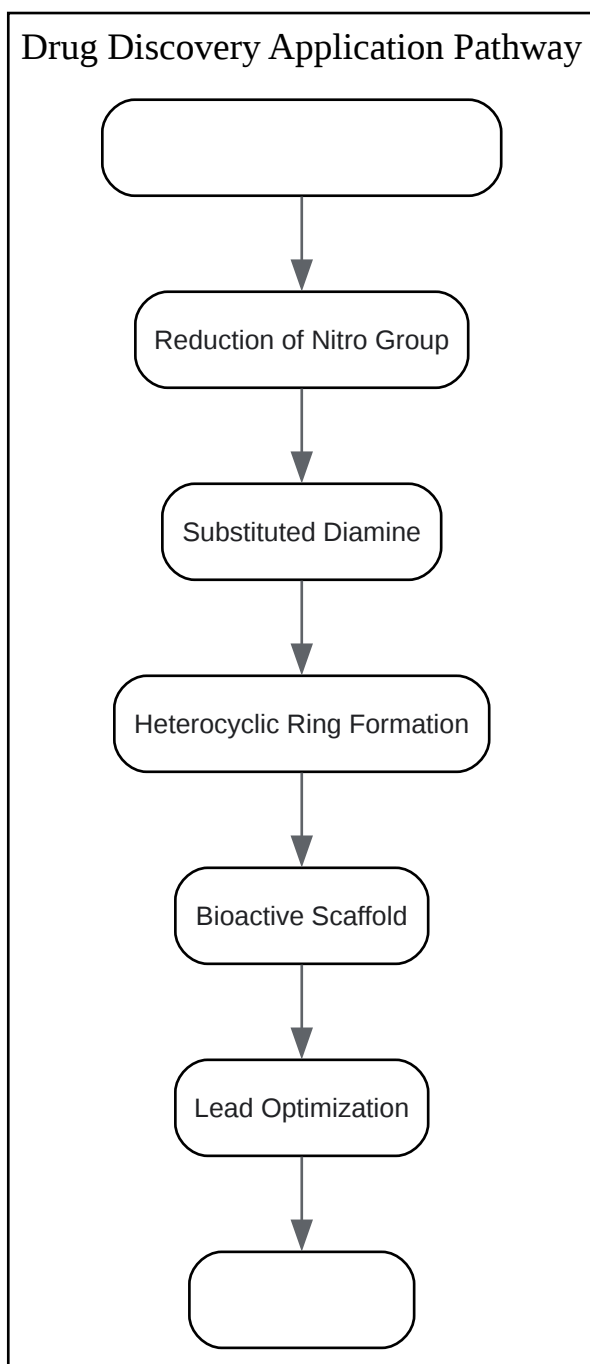 Drug Discovery Application Pathway
Reduction of Nitro Group
Substituted Diamine
Heterocyclic Ring Formation
Bioactive Scaffold
Lead Optimization